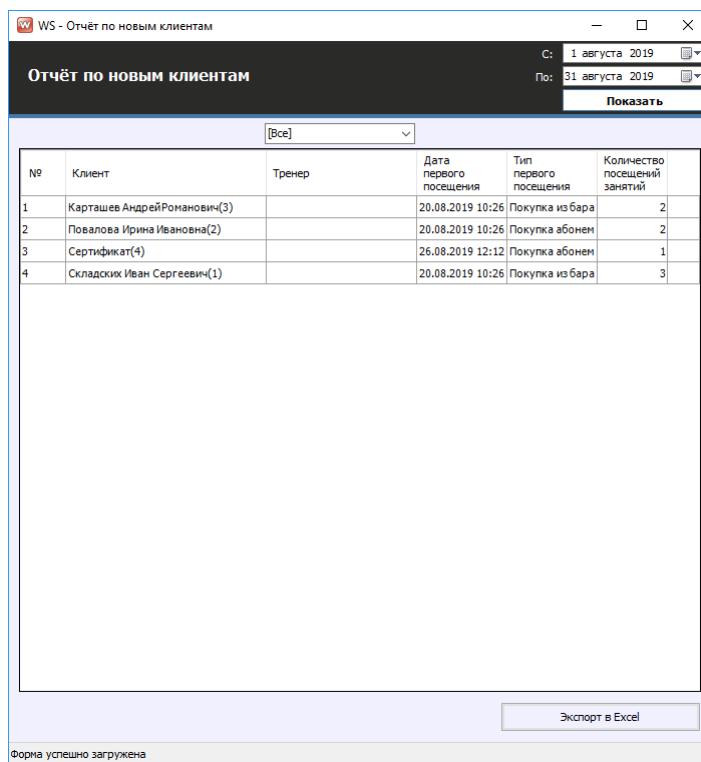 WS - Отчёт по новым клиентам
С: 1 августа 2019
Отчёт по новым клиентам
По: 31 августа 2019
Показать
[Все]
№ Клиент Тренер Дата первого посещения Тип первого посещения Количество посещений занятий
1 Карташев АндрейРоманович(3) 20.08.2019 10:26 Покупка из бара 2
2 Повалова Ирина Ивановна(2) 20.08.2019 10:26 Покупка абонем 2
3 Сертификат(4) 26.08.2019 12:12 Покупка абонем 1
4 Складских Иван Сергеевич(1) 20.08.2019 10:26 Покупка из бара 3
Экспорт в Excel
Форма успешно загружена